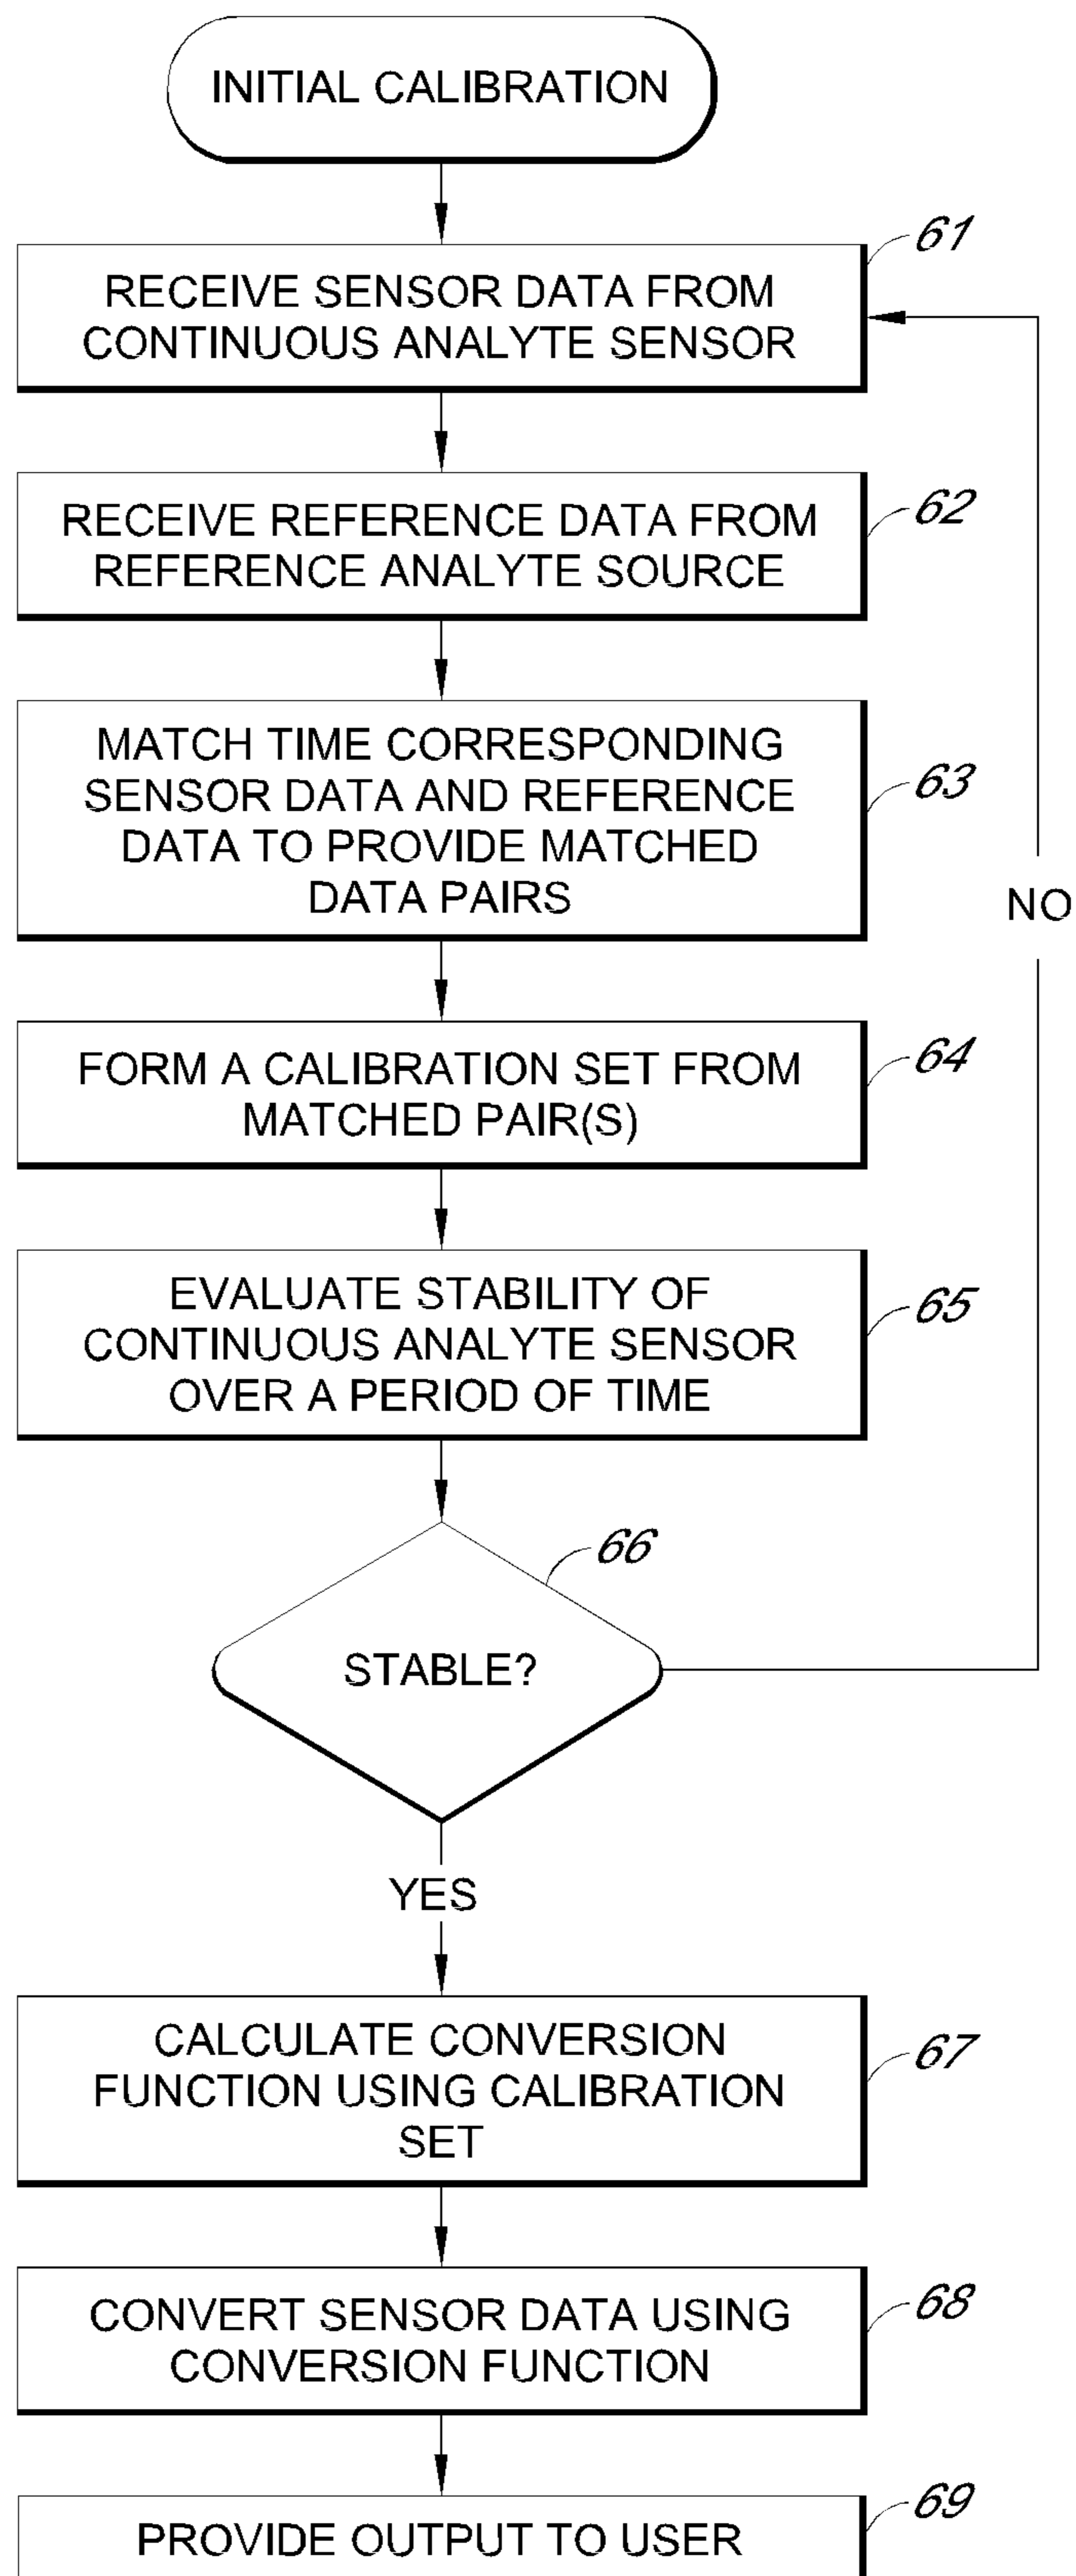 INITIAL CALIBRATION
61
RECEIVE SENSOR DATA FROM
CONTINUOUS ANALYTE SENSOR
62
RECEIVE REFERENCE DATA FROM
REFERENCE ANALYTE SOURCE
63
MATCH TIME CORRESPONDING
SENSOR DATA AND REFERENCE
DATA TO PROVIDE MATCHED
DATA PAIRS
NO
64
FORM A CALIBRATION SET FROM
MATCHED PAIR(S)
65
EVALUATE STABILITY OF
CONTINUOUS ANALYTE SENSOR
OVER A PERIOD OF TIME
66
STABLE?
YES
67
CALCULATE CONVERSION
FUNCTION USING CALIBRATION
SET
68
CONVERT SENSOR DATA USING
CONVERSION FUNCTION
69
PROVIDE OUTPUT TO USER